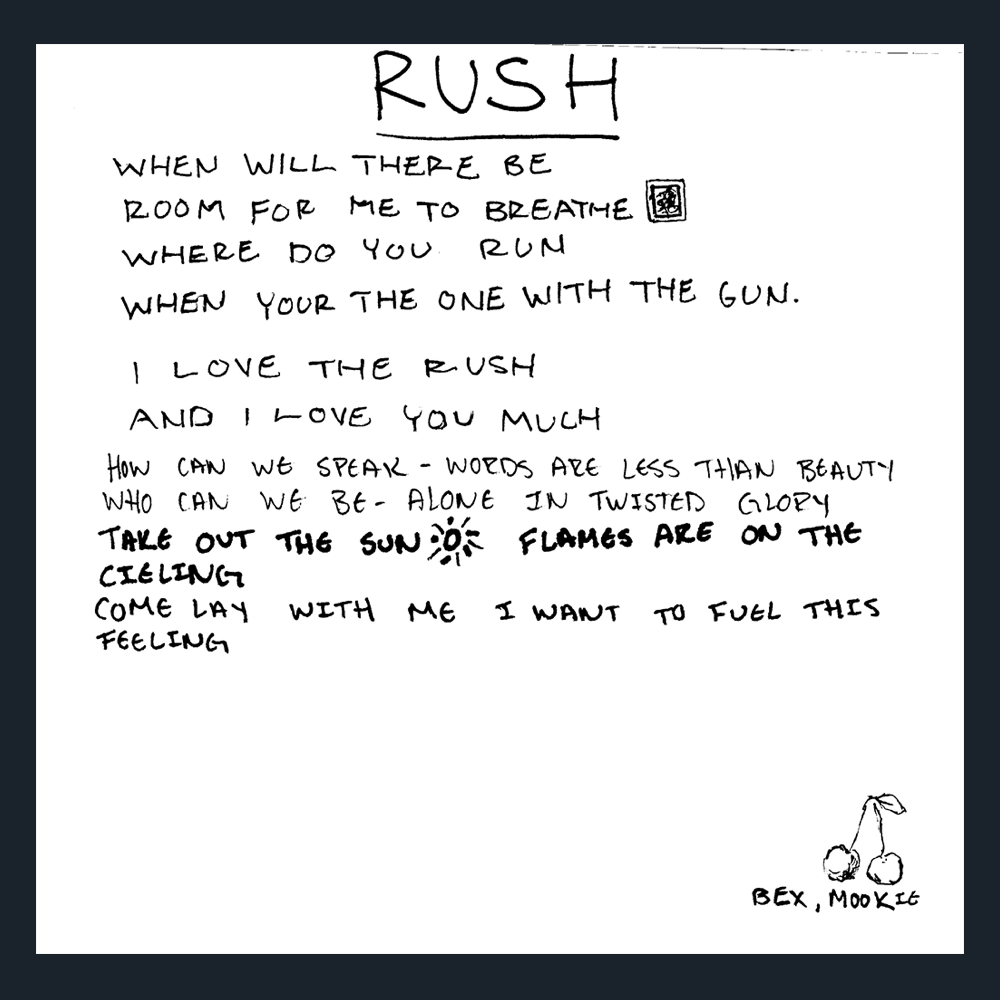 RUSH
WHEN WILL THERE BE
ROOM FOR ME TO BREATHE
WHERE DO YOU RUN
WHEN YOUR THE ONE WITH THE GUN.
I LOVE THE RUSH
AND I LOVE YOU MUCH
HOW CAN WE SPEAK - WORDS ARE LESS THAN BEAUTY
WHO CAN WE BE - ALONE IN TWISTED GLORY
TAKE OUT THE SUN FLAMES ARE ON THE
CIELING
COME LAY WITH ME I WANT TO FUEL THIS
FEELING
BEX, MOOKIE